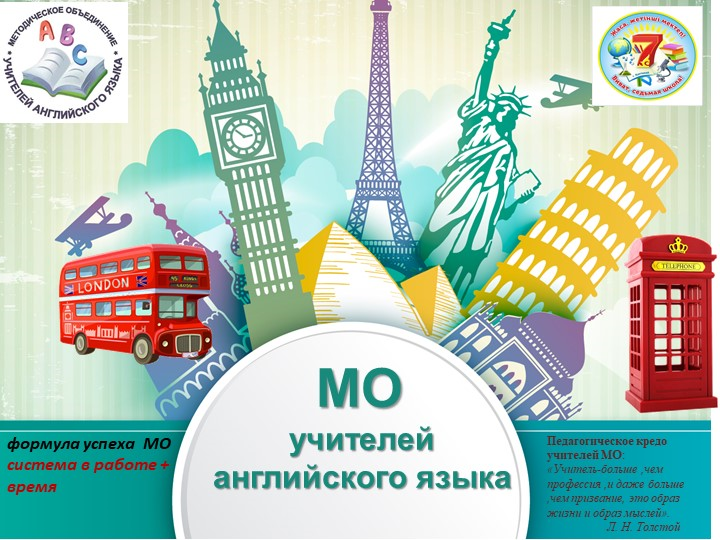 МЕТОДИЧЕСКОЕ ОБЪЕДИНЕНИЕ
УЧИТЕЛЕЙ АНГЛИЙСКОГО ЯЗЫКА
A B C
Жаса, жетінші мектеп!
7
Виват, седьмая школа!
LONDON
TELEPHONE
МО
учителей
английского языка
формула успеха МО
система в работе +
время
Педагогическое кредо
учителей МО:
«Учитель-больше ,чем
профессия ,и даже больше
,чем призвание, это образ
жизни и образ мыслей».
Л. Н. Толстой